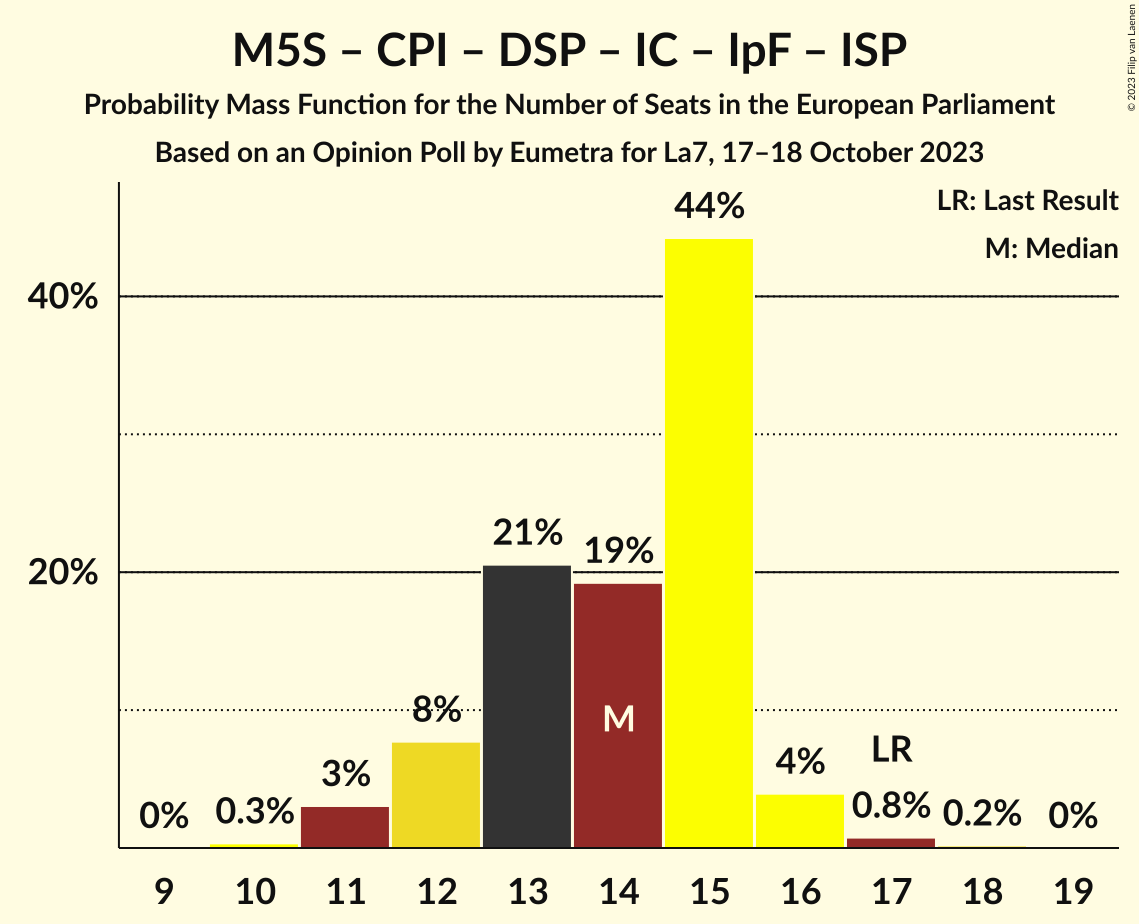 M5S – CPI – DSP – IC – IpF – ISP
Probability Mass Function for the Number of Seats in the European Parliament
Based on an Opinion Poll by Eumetra for La7, 17–18 October 2023
© 2023 Filip van Laenen
LR: Last Result
M: Median
44%
40%
21%
19%
20%
8%
M
LR
3%
4%
0%
0.3%
0.8%
0.2%
0%
9 10 11 12 13 14 15 16 17 18 19